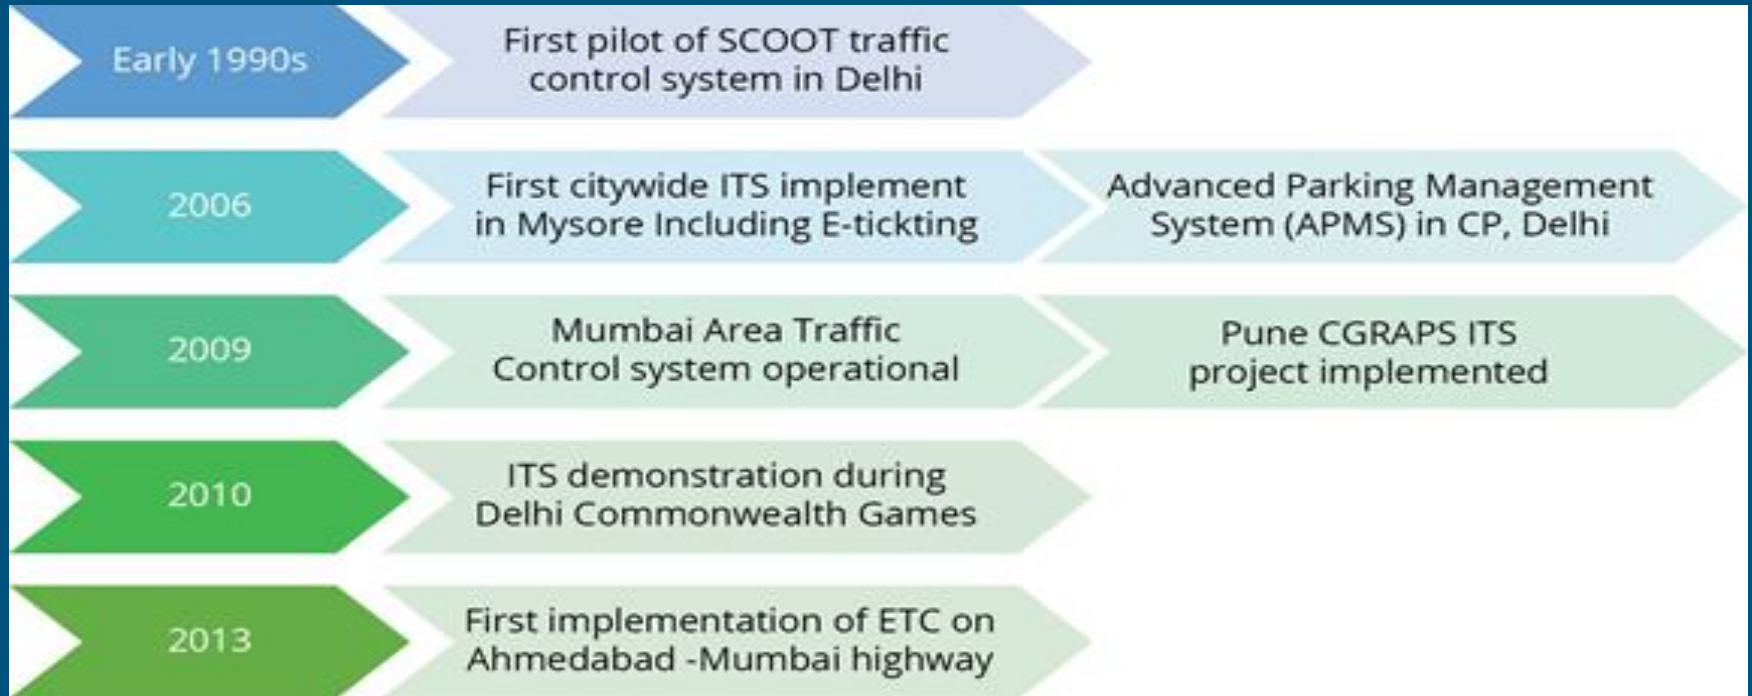 Early 1990s
First pilot of SCOOT traffic
control system in Delhi
2006
First citywide ITS implement
in Mysore Including E-tickting
Advanced Parking Management
System (APMS) in CP, Delhi
2009
Mumbai Area Traffic
Control system operational
Pune CGRAPS ITS
project implemented
2010
ITS demonstration during
Delhi Commonwealth Games
2013
First implementation of ETC on
Ahmedabad -Mumbai highway